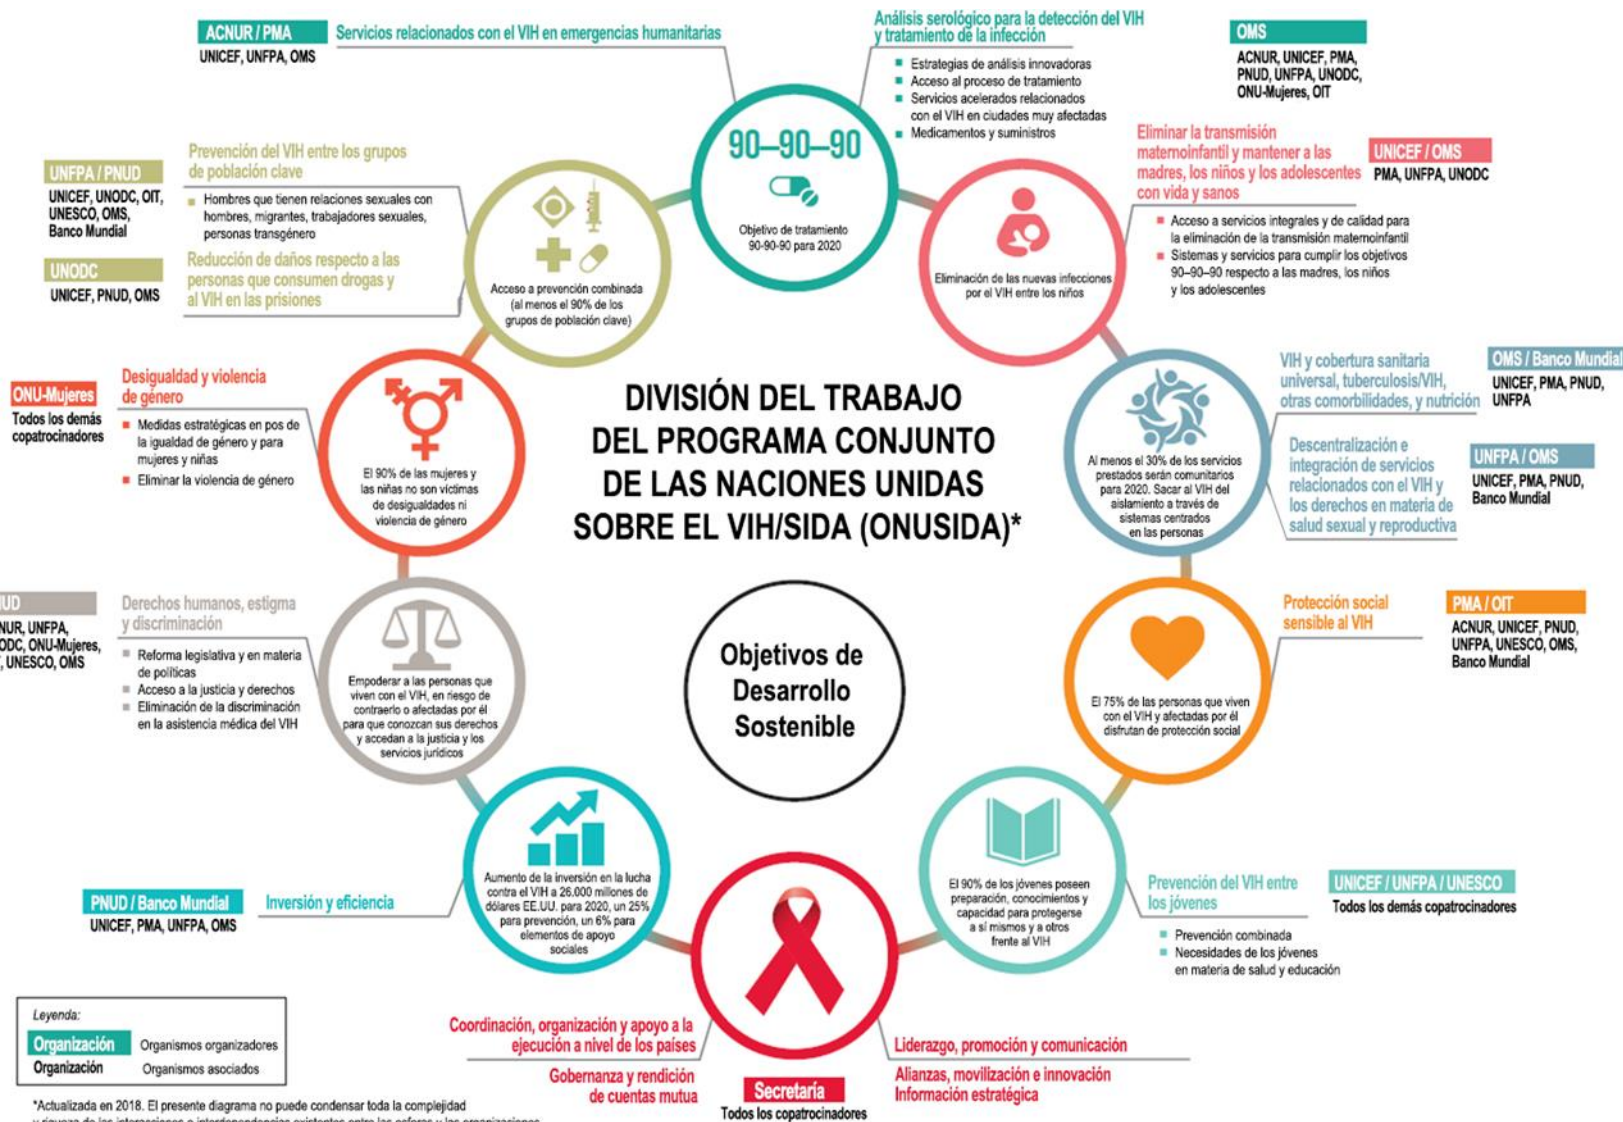 ACNUR / PMA
UNICEF, UNFPA, OMS
Servicios relacionados con el VIH en emergencias humanitarias
Análisis serológico para la detección del VIH
y tratamiento de la infección
Estrategias de análisis innovadoras
Acceso al proceso de tratamiento
Servicios acelerados relacionados
con el VIH en ciudades muy afectadas
Medicamentos y suministros
OMS
ACNUR, UNICEF, PMA,
PNUD, UNFPA, UNODC,
ONU-Mujeres, OIT
90–90–90
Objetivo de tratamiento
90-90-90 para 2020
Eliminar la transmisión
maternoinfantil y mantener a las
madres, los niños y los adolescentes
con vida y sanos
Acceso a servicios integrales y de calidad para
la eliminación de la transmisión maternoinfantil
Sistemas y servicios para cumplir los objetivos
90–90–90 respecto a las madres, los niños
y los adolescentes
UNICEF / OMS
PMA, UNFPA, UNODC
Eliminación de las nuevas infecciones
por el VIH entre los niños
UNFPA / PNUD
UNICEF, UNODC, OIT,
UNESCO, OMS,
Banco Mundial
Prevención del VIH entre los grupos
de población clave
Hombres que tienen relaciones sexuales con
hombres, migrantes, trabajadores sexuales,
personas transgénero
UNODC
UNICEF, PNUD, OMS
Reducción de daños respecto a las
personas que consumen drogas y
al VIH en las prisiones
Acceso a prevención combinada
(al menos el 90% de los
grupos de población clave)
ONU-Mujeres
Todos los demás
copatrocinadores
Desigualdad y violencia
de género
Medidas estratégicas en pos de
la igualdad de género y para
mujeres y niñas
Eliminar la violencia de género
El 90% de las mujeres y
las niñas no son víctimas
de desigualdades ni
violencia de género
DIVISIÓN DEL TRABAJO
DEL PROGRAMA CONJUNTO
DE LAS NACIONES UNIDAS
SOBRE EL VIH/SIDA (ONUSIDA)*
Al menos el 30% de los servicios
prestados serán comunitarios
para 2020. Sacar al VIH del
aislamiento a través de
sistemas centrados
en las personas
VIH y cobertura sanitaria
universal, tuberculosis/VIH,
otras comorbilidades, y nutrición
OMS / Banco Mundial
UNICEF, PMA, PNUD,
UNFPA
Descentralización e
integración de servicios
relacionados con el VIH y
los derechos en materia de
salud sexual y reproductiva
UNFPA / OMS
UNICEF, PMA, PNUD,
Banco Mundial
UD
NUR, UNFPA,
ODC, ONU-Mujeres,
, UNESCO, OMS
Derechos humanos, estigma
y discriminación
Reforma legislativa y en materia
de políticas
Acceso a la justicia y derechos
Eliminación de la discriminación
en la asistencia médica del VIH
Empoderar a las personas que
viven con el VIH, en riesgo de
contraerlo o afectadas por él
para que conozcan sus derechos
y accedan a la justicia y los
servicios jurídicos
Objetivos de
Desarrollo
Sostenible
El 75% de las personas que viven
con el VIH y afectadas por él
disfrutan de protección social
Protección social
sensible al VIH
PMA / OIT
ACNUR, UNICEF, PNUD,
UNFPA, UNESCO, OMS,
Banco Mundial
PNUD / Banco Mundial
UNICEF, PMA, UNFPA, OMS
Inversión y eficiencia
Aumento de la inversión en la lucha
contra el VIH a 26.000 millones de
dólares EE.UU. para 2020, un 25%
para prevención, un 6% para
elementos de apoyo
sociales
El 90% de los jóvenes poseen
preparación, conocimientos y
capacidad para protegerse
a sí mismos y a otros
frente al VIH
Prevención del VIH entre
los jóvenes
Prevención combinada
Necesidades de los jóvenes
en materia de salud y educación
UNICEF / UNFPA / UNESCO
Todos los demás copatrocinadores
Coordinación, organización y apoyo a la
ejecución a nivel de los países
Gobernanza y rendición
de cuentas mutua
Secretaría
Todos los copatrocinadores
Liderazgo, promoción y comunicación
Alianzas, movilización e innovación
Información estratégica
Leyenda:
Organización Organismos organizadores
Organización Organismos asociados
*Actualizada en 2018. El presente diagrama no puede condensar toda la complejidad
y riqueza de las interacciones e interdependencias existentes entre las esferas y las organizaciones